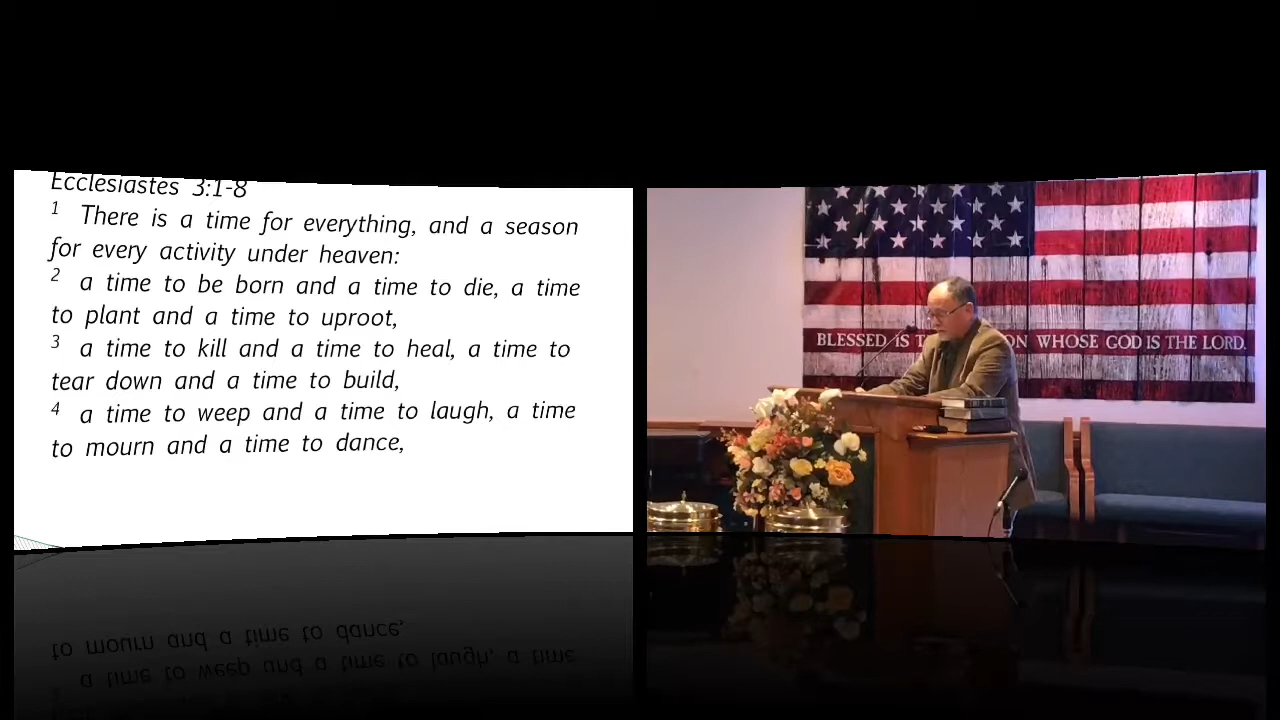 Ecclesiastes 3:1-8
1 There is a time for everything, and a season
for every activity under heaven:
2 a time to be born and a time to die, a time
to plant and a time to uproot,
3 a time to kill and a time to heal, a time to
tear down and a time to build,
4 a time to weep and a time to laugh, a time
to mourn and a time to dance,
BLESSED IS ON WHOSE GOD IS THE LORD.